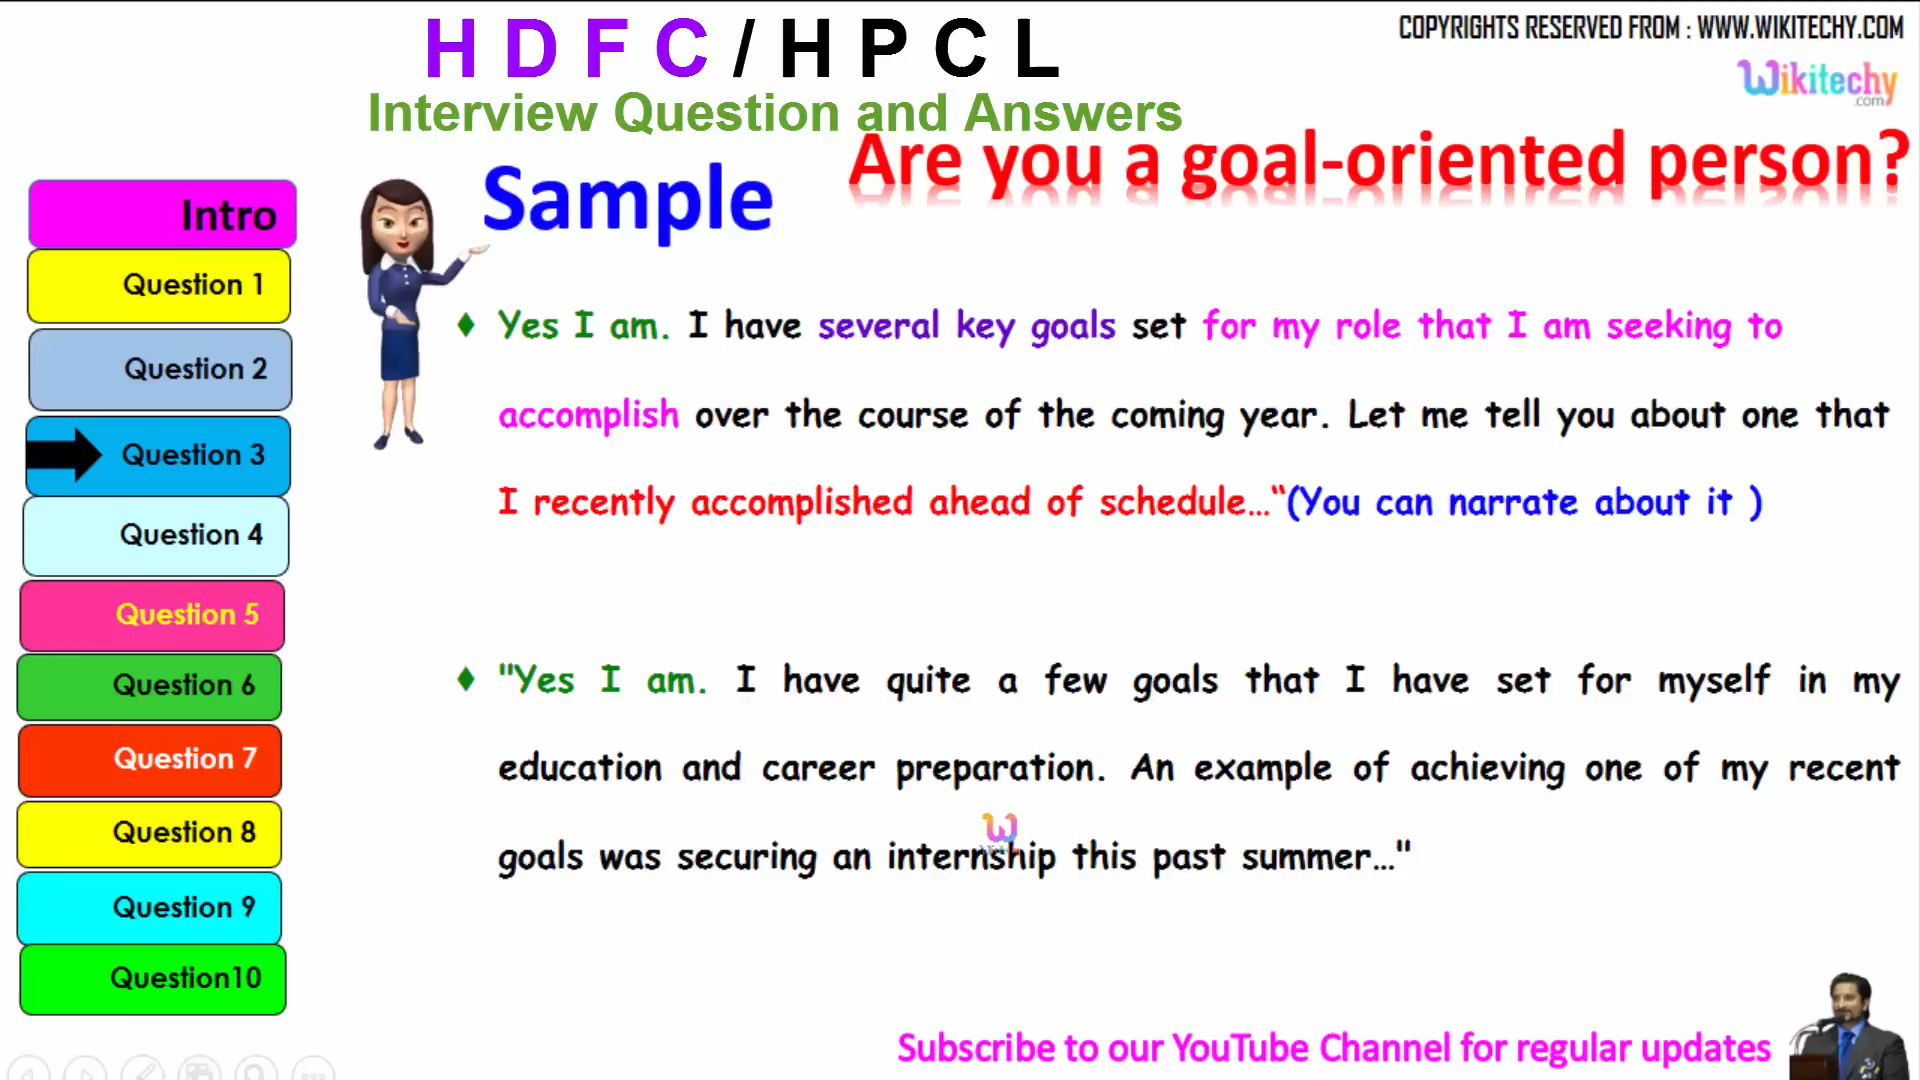 HDFC/HPCL
COPYRIGHTS RESERVED FROM : WWW.WIKITECHY.COM
Wikitechy
.com
Interview Question and Answers
Are you a goal-oriented person?
Sample
Intro
Question 1
Question 2
Question 3
Question 4
Question 5
Question 6
Question 7
Question 8
Question 9
Question10
Yes I am. I have several key goals set for my role that I am seeking to
accomplish over the course of the coming year. Let me tell you about one that
I recently accomplished ahead of schedule…“(You can narrate about it )
"Yes I am. I have quite a few goals that I have set for myself in my
education and career preparation. An example of achieving one of my recent
goals was securing an internship this past summer…"
Subscribe to our YouTube Channel for regular updates